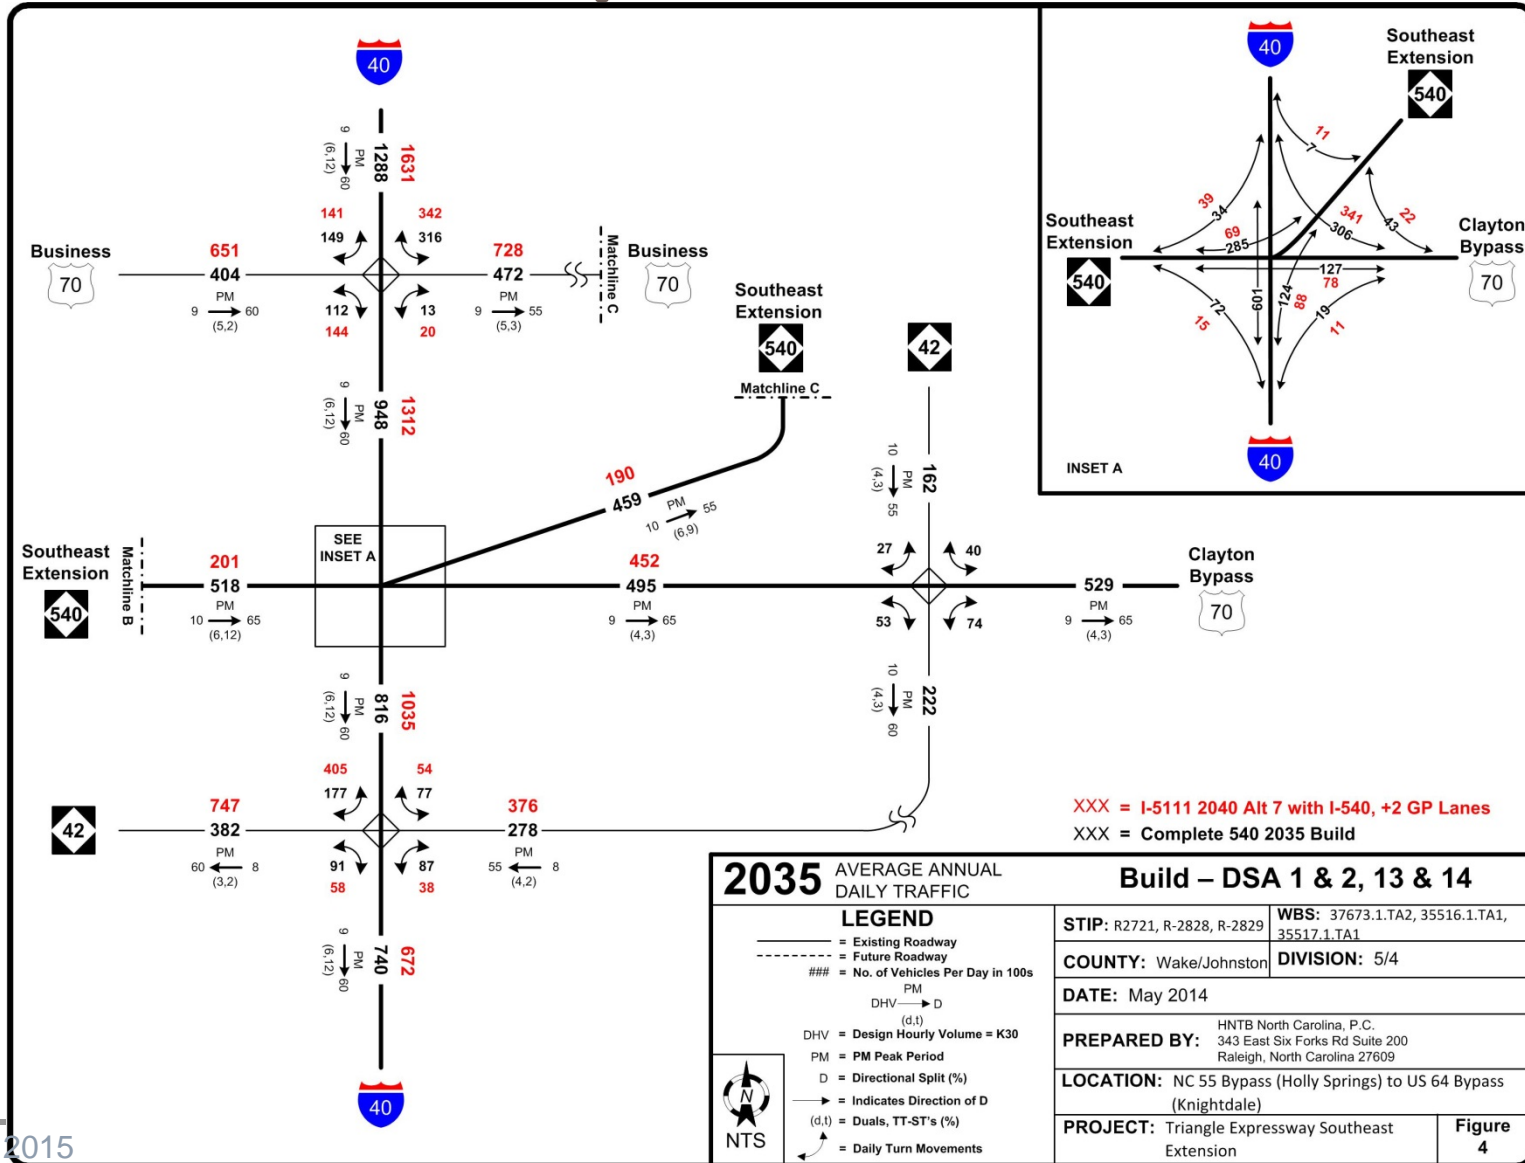 40
9
PM
(6,12)
60
1288
1631
141
342
149
316
Business
70
651
404
PM
9
60
(5,2)
728
472
PM
9
55
(5,3)
Matchline C
Business
70
112
13
144
20
9
PM
(6,12)
60
948
1312
Southeast
Extension
540
Matchline C
42
190
459
PM
10
55
(6,9)
10
PM
(4,3)
55
162
Southeast
Extension
540
Matchline B
201
518
PM
10
65
(6,12)
SEE
INSET A
452
495
PM
9
65
(4,3)
27
40
53
74
529
PM
9
65
(4,3)
Clayton
Bypass
70
9
PM
(6,12)
60
816
1035
10
PM
(4,3)
60
222
405
54
177
77
42
747
382
PM
60
8
(3,2)
376
278
PM
55
8
(4,2)
91
87
58
38
9
PM
(6,12)
60
740
672
40
40
Southeast
Extension
540
11
7
39
34
341
306
22
43
Southeast
Extension
540
69
285
Clayton
Bypass
70
127
78
601
124
88
72
15
19
11
INSET A
40
XXX = I-5111 2040 Alt 7 with I-540, +2 GP Lanes
XXX = Complete 540 2035 Build
2035 AVERAGE ANNUAL
DAILY TRAFFIC
Build – DSA 1 & 2, 13 & 14
LEGEND
= Existing Roadway
= Future Roadway
### = No. of Vehicles Per Day in 100s
PM
DHV D
(d,t)
DHV = Design Hourly Volume = K30
PM = PM Peak Period
D = Directional Split (%)
= Indicates Direction of D
(d,t) = Duals, TT-ST's (%)
= Daily Turn Movements
N
NTS
STIP: R2721, R-2828, R-2829
WBS: 37673.1.TA2, 35516.1.TA1,
35517.1.TA1
COUNTY: Wake/Johnston
DIVISION: 5/4
DATE: May 2014
PREPARED BY: HNTB North Carolina, P.C.
343 East Six Forks Rd Suite 200
Raleigh, North Carolina 27609
LOCATION: NC 55 Bypass (Holly Springs) to US 64 Bypass
(Knightdale)
PROJECT: Triangle Expressway Southeast
Extension
Figure
4
2015